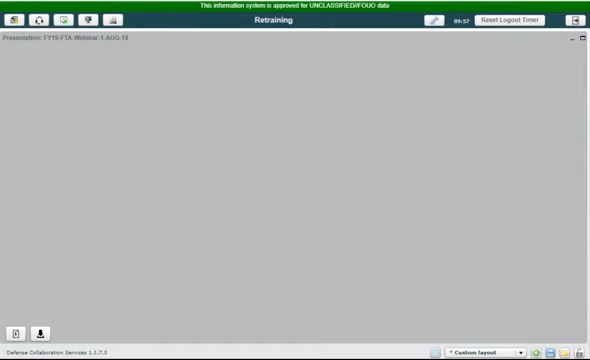 This information system is approved for UNCLASSIFIED//FOUO data
Retraining
89:57
Reset Logout Timer
Presentation: FY19-FTA-Webinar-1-AUG-18
Defense Collaboration Services 1.1.7.0
* Custom layout